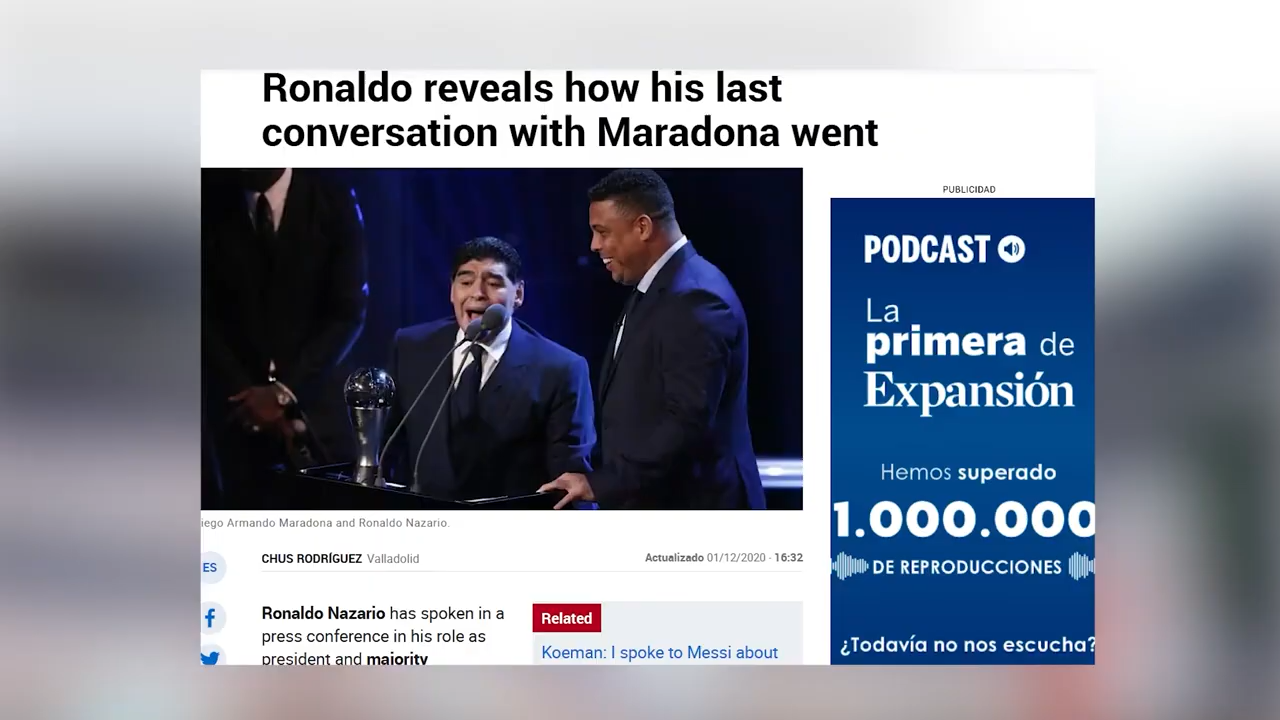 Ronaldo reveals how his last
conversation with Maradona went
PUBLICIDAD
PODCAST
La
primera de
Expansión
Hemos superado
1.000.000
DE REPRODUCCIONES
¿Todavía no nos escucha?
iego Armando Maradona and Ronaldo Nazario.
ES
CHUS RODRÍGUEZ Valladolid
Actualizado 01/12/2020 - 16:32
Ronaldo Nazario has spoken in a
press conference in his role as
president and majority
Related
Koeman: I spoke to Messi about